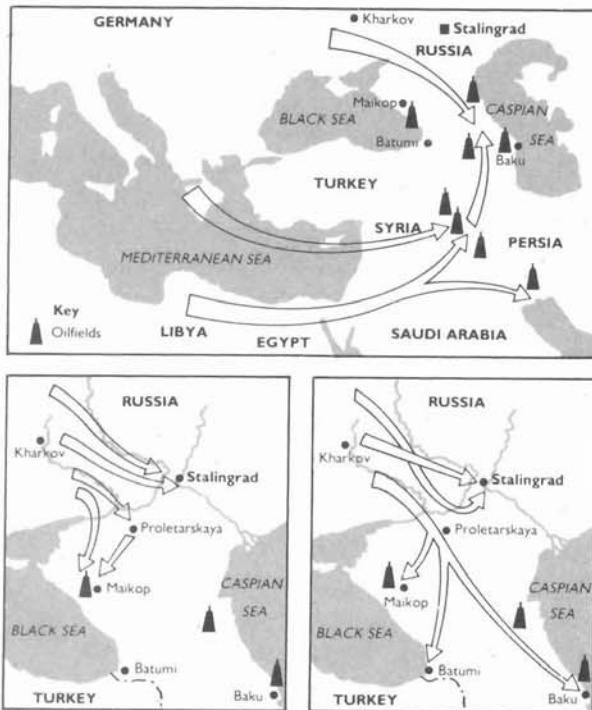 GERMANY
Kharkov
Stalingrad
RUSSIA
Maikop
CASPIAN
SEA
BLACK SEA
Batumi
Baku
TURKEY
SYRIA
PERSIA
MEDITERRANEAN SEA
Key
Oilfields
LIBYA
EGYPT
SAUDI ARABIA
RUSSIA
Kharkov
Stalingrad
Proletarskaya
Maikop
CASPIAN
SEA
BLACK SEA
Batumi
TURKEY
Baku
RUSSIA
Kharkov
Stalingrad
Proletarskaya
Maikop
CASPIAN
SEA
BLACK SEA
Batumi
TURKEY
Baku